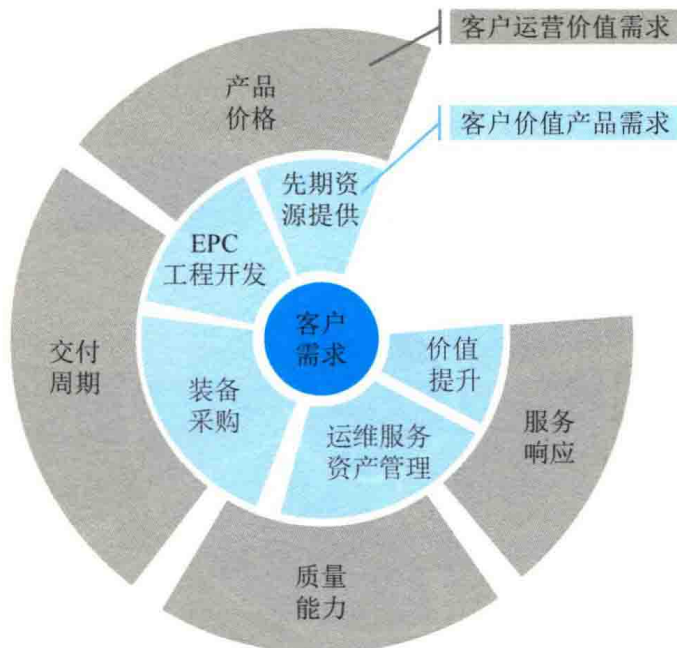 客户运营价值需求
客户价值产品需求
产品
价格
先期资
源提供
EPC
工程开发
客户
需求
价值
提升
交付
周期
装备
采购
运维服务
资产管理
服务
响应
质量
能力